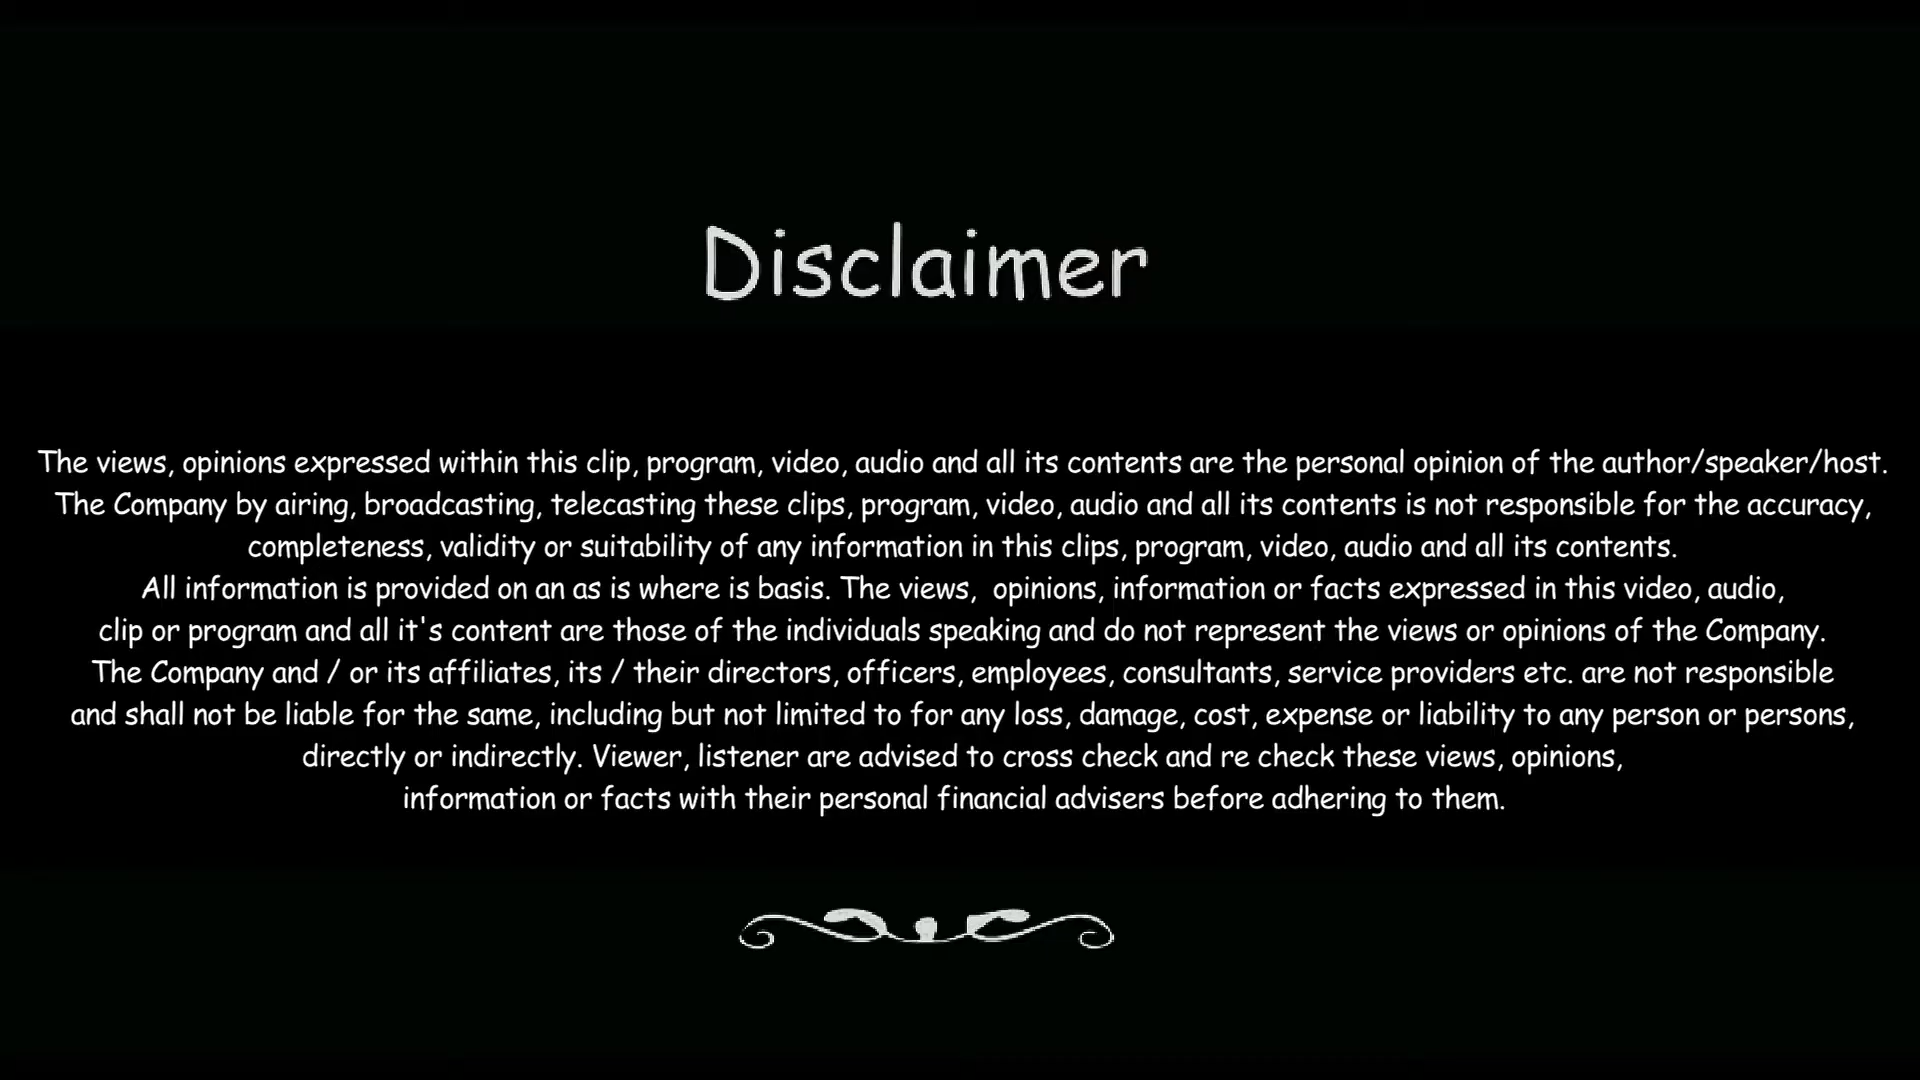 Disclaimer
The views, opinions expressed within this clip, program, video, audio and all its contents are the personal opinion of the author/speaker/host.
The Company by airing, broadcasting, telecasting these clips, program, video, audio and all its contents is not responsible for the accuracy,
completeness, validity or suitability of any information in this clips, program, video, audio and all its contents.
All information is provided on an as is where is basis. The views,  opinions, information or facts expressed in this video, audio,
clip or program and all it's content are those of the individuals speaking and do not represent the views or opinions of the Company.
The Company and / or its affiliates, its / their directors, officers, employees, consultants, service providers etc. are not responsible
and shall not be liable for the same, including but not limited to for any loss, damage, cost, expense or liability to any person or persons,
directly or indirectly. Viewer, listener are advised to cross check and re check these views, opinions,
information or facts with their personal financial advisers before adhering to them.